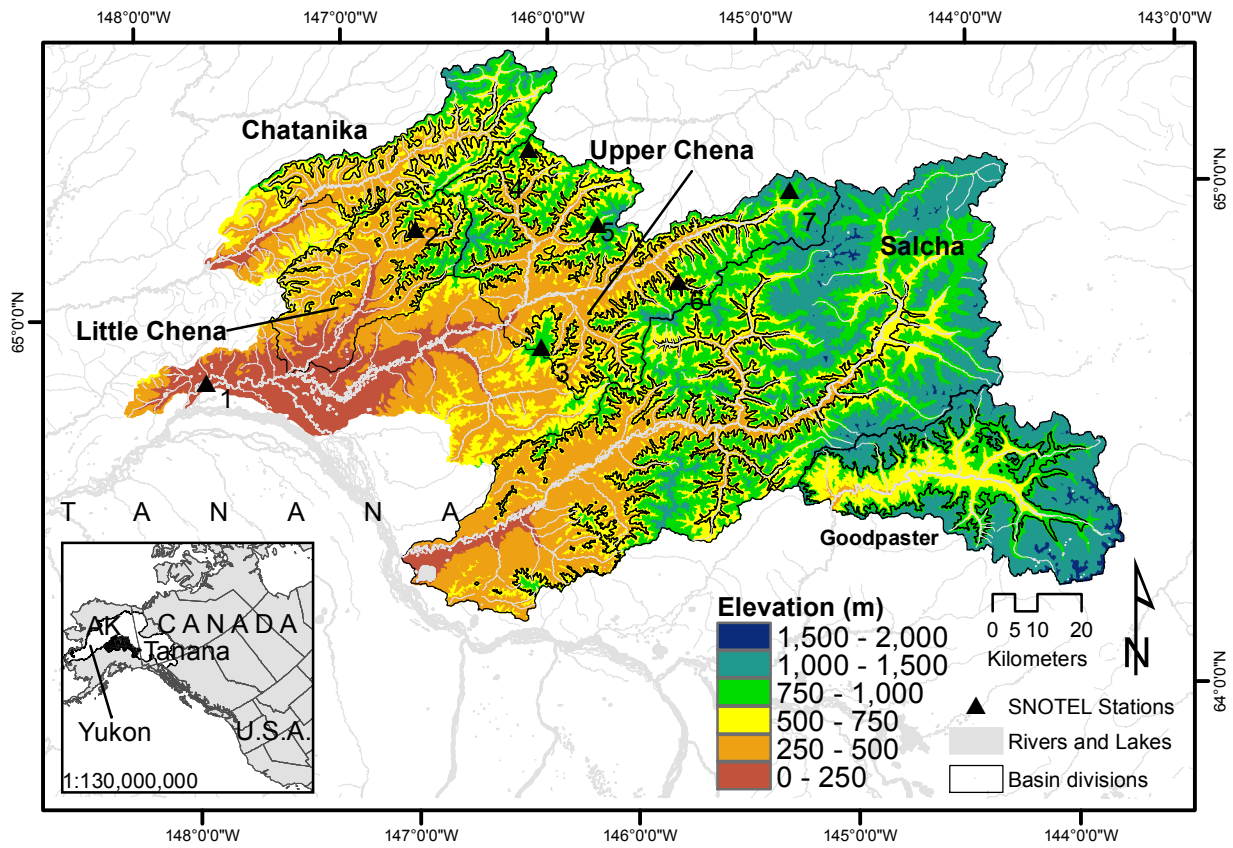 148°0'0"W 147°0'0"W 146°0'0"W 145°0'0"W 144°0'0"W 143°0'0"W
Chatanika
Upper Chena
4
65°0'0"N
7
2
5
Salcha
6
65°0'0"N
Little Chena
3
1
T A N A N A
Goodpaster
CANADA
AK
Tanana
Yukon
U.S.A.
1:130,000,000
Elevation (m)
1,500 - 2,000
1,000 - 1,500
750 - 1,000
500 - 750
250 - 500
0 - 250
0 5 10 20
Kilometers
N
SNOTEL Stations
Rivers and Lakes
Basin divisions
64°0'0"N
148°0'0"W 147°0'0"W 146°0'0"W 145°0'0"W 144°0'0"W